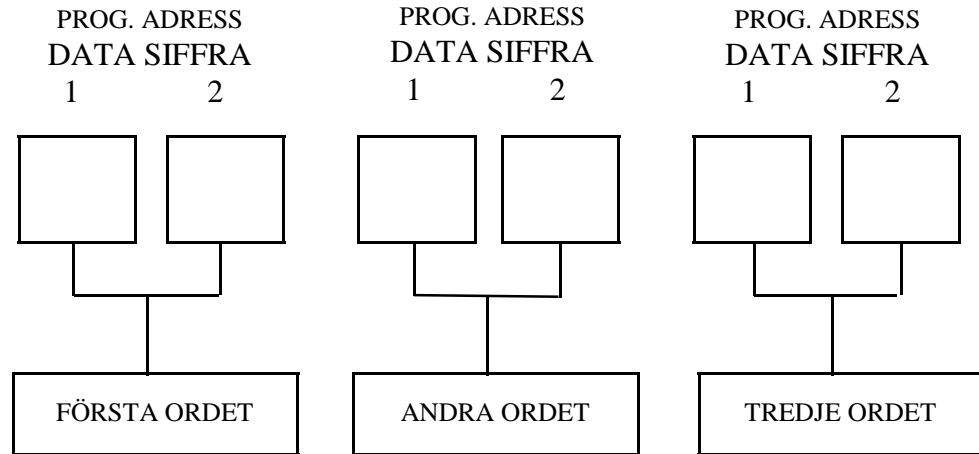 PROG. ADRESS
DATA SIFFRA
1 2
FÖRSTA ORDET
PROG. ADRESS
DATA SIFFRA
1 2
ANDRA ORDET
PROG. ADRESS
DATA SIFFRA
1 2
TREDJE ORDET